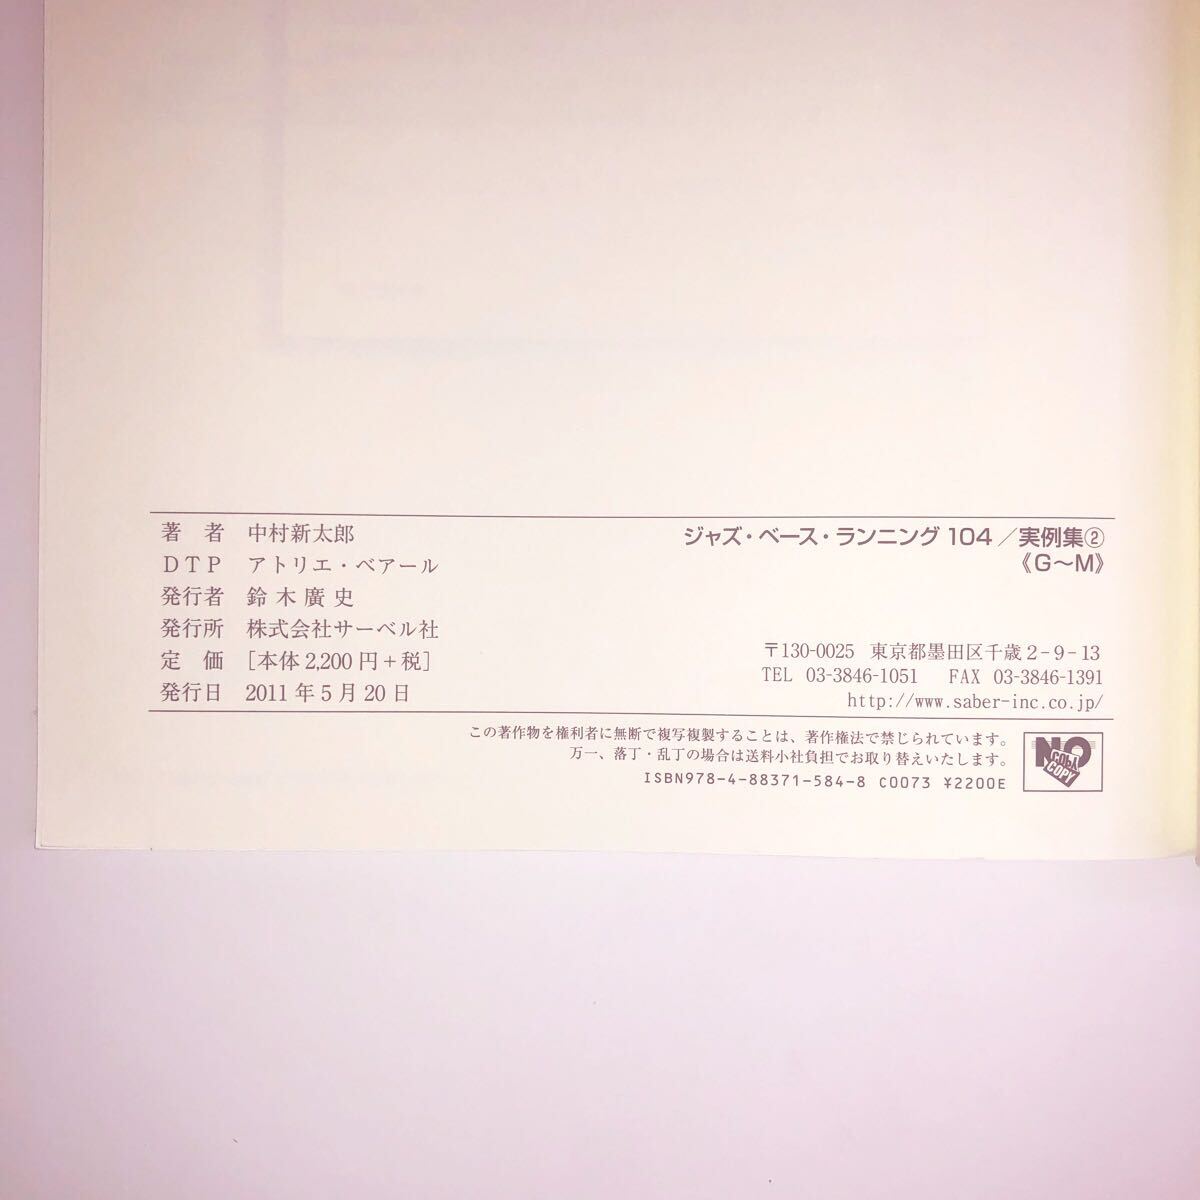 著　者　中村新太郎
ＤＴＰ　アトリエ・ベアール
発行者　鈴木廣史
発行所　株式会社サーベル社
定　価　[本体2,200円＋税]
発行日　2011年5月20日
ジャズ・ベース・ランニング104／実例集②
《G〜M》
〒130-0025　東京都墨田区千歳2-9-13
TEL 03-3846-1051　FAX 03-3846-1391
http://www.saber-inc.co.jp/
この著作物を権利者に無断で複写複製することは、著作権法で禁じられています。
万一、落丁・乱丁の場合は送料小社負担でお取り替えいたします。
ISBN978-4-88371-584-8 C0073 ¥2200E
NO
COPY
COPY